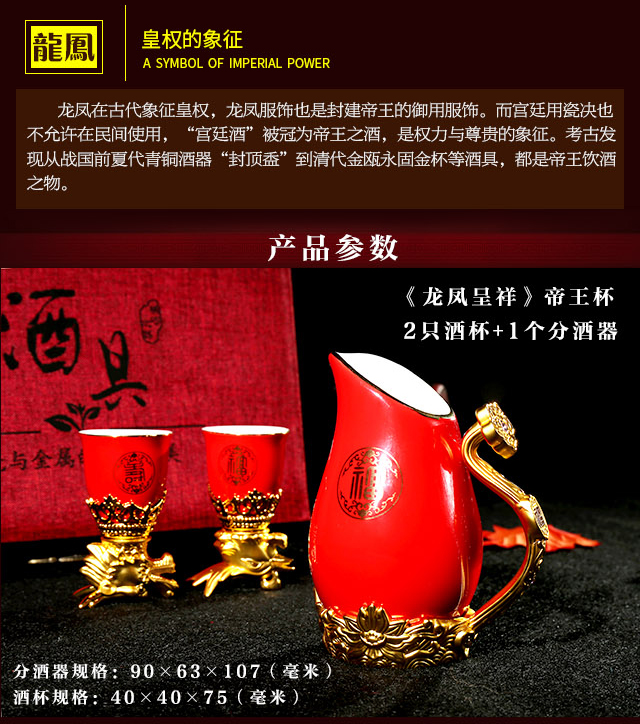 龍鳳
皇权的象征
A SYMBOL OF IMPERIAL POWER
龙凤在古代象征皇权，龙凤服饰也是封建帝王的御用服饰。而宫廷用瓷决也
不允许在民间使用，“宫廷酒”被冠为帝王之酒，是权力与尊贵的象征。考古发
现从战国前夏代青铜酒器“封顶盉”到清代金瓯永固金杯等酒具，都是帝王饮酒
之物。
产品参数
《龙凤呈祥》帝王杯
2只酒杯+1个分酒器
酒具
与金属的
福
福
分酒器规格：90×63×107（毫米）
酒杯规格：40×40×75（毫米）